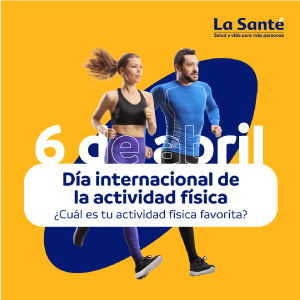 La Santé
Salud y vida para más personas
6 de abril
Día internacional de
la actividad física
¿Cuál es tu actividad física favorita?